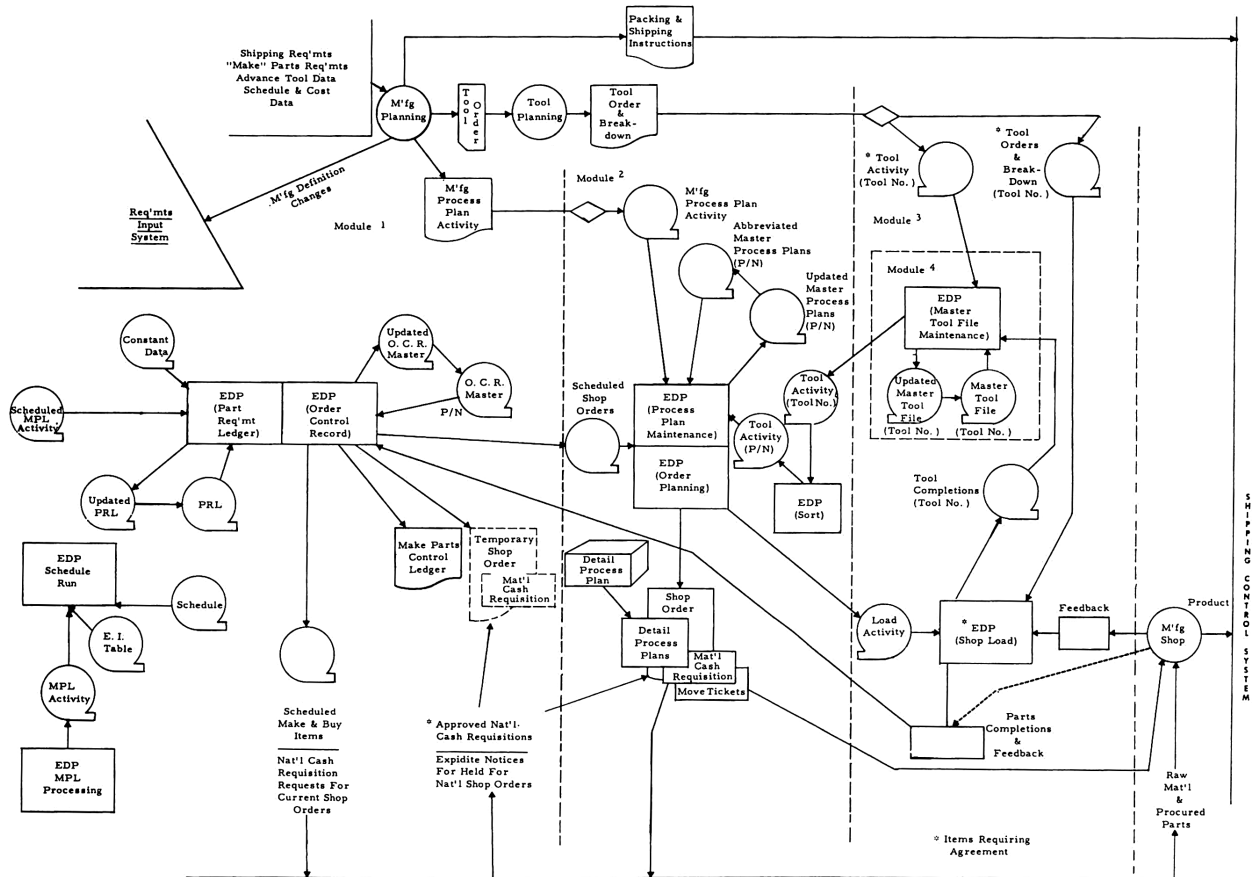 Packing &
Shipping
Instructions
Shipping Req'mts
"Make" Parts Req'mts
Advance Tool Data
Schedule & Cost
Data
M'fg
Planning
Tool
Order
Tool
Planning
Tool
Order
&
Break-
down
M'fg Definition
Changes
Req'mts
Input
System
Module 1
M'fg
Process
Plan
Activity
Module 2
M'fg
Process Plan
Activity
Abbreviated
Master
Process Plans
(P/N)
Updated
Master
Process
Plans
(P/N)
* Tool
Activity
(Tool No.)
* Tool
Orders
&
Break-
Down
(Tool No.)
Module 3
Module 4
EDP
(Master
Tool File
Maintenance)
Updated
Master
Tool
File
(Tool No.)
Master
Tool
File
(Tool No.)
Constant
Data
Updated
O. C. R.
Master
O. C. R.
Master
P/N
Scheduled
MPL
Activity
EDP
(Part
Req'mt
Ledger)
EDP
(Order
Control
Record)
Scheduled
Shop
Orders
EDP
(Process
Plan
Maintenance)
EDP
(Order
Planning)
Tool
Activity
(Tool No.)
Tool
Activity
(P/N)
EDP
(Sort)
Updated
PRL
PRL
Tool
Completions
(Tool No.)
EDP
Schedule
Run
Schedule
E. I.
Table
MPL
Activity
EDP
MPL
Processing
Make Parts
Control
Ledger
Temporary
Shop
Order
Mat'l
Cash
Requisition
Detail
Process
Plan
Shop
Order
Detail
Process
Plans
Mat'l
Cash
Requisition
Move Tickets
Load
Activity
* EDP
(Shop Load)
Feedback
M'fg
Shop
Product
Parts
Completions
&
Feedback
Scheduled
Make & Buy
Items
Nat'l Cash
Requisition
Requests For
Current Shop
Orders
* Approved Nat'l.
Cash Requisitions
Expidite Notices
For Held For
Nat'l Shop Orders
Raw
Mat'l
&
Procured
Parts
* Items Requiring
Agreement
SHIPPING CONTROL SYSTEM